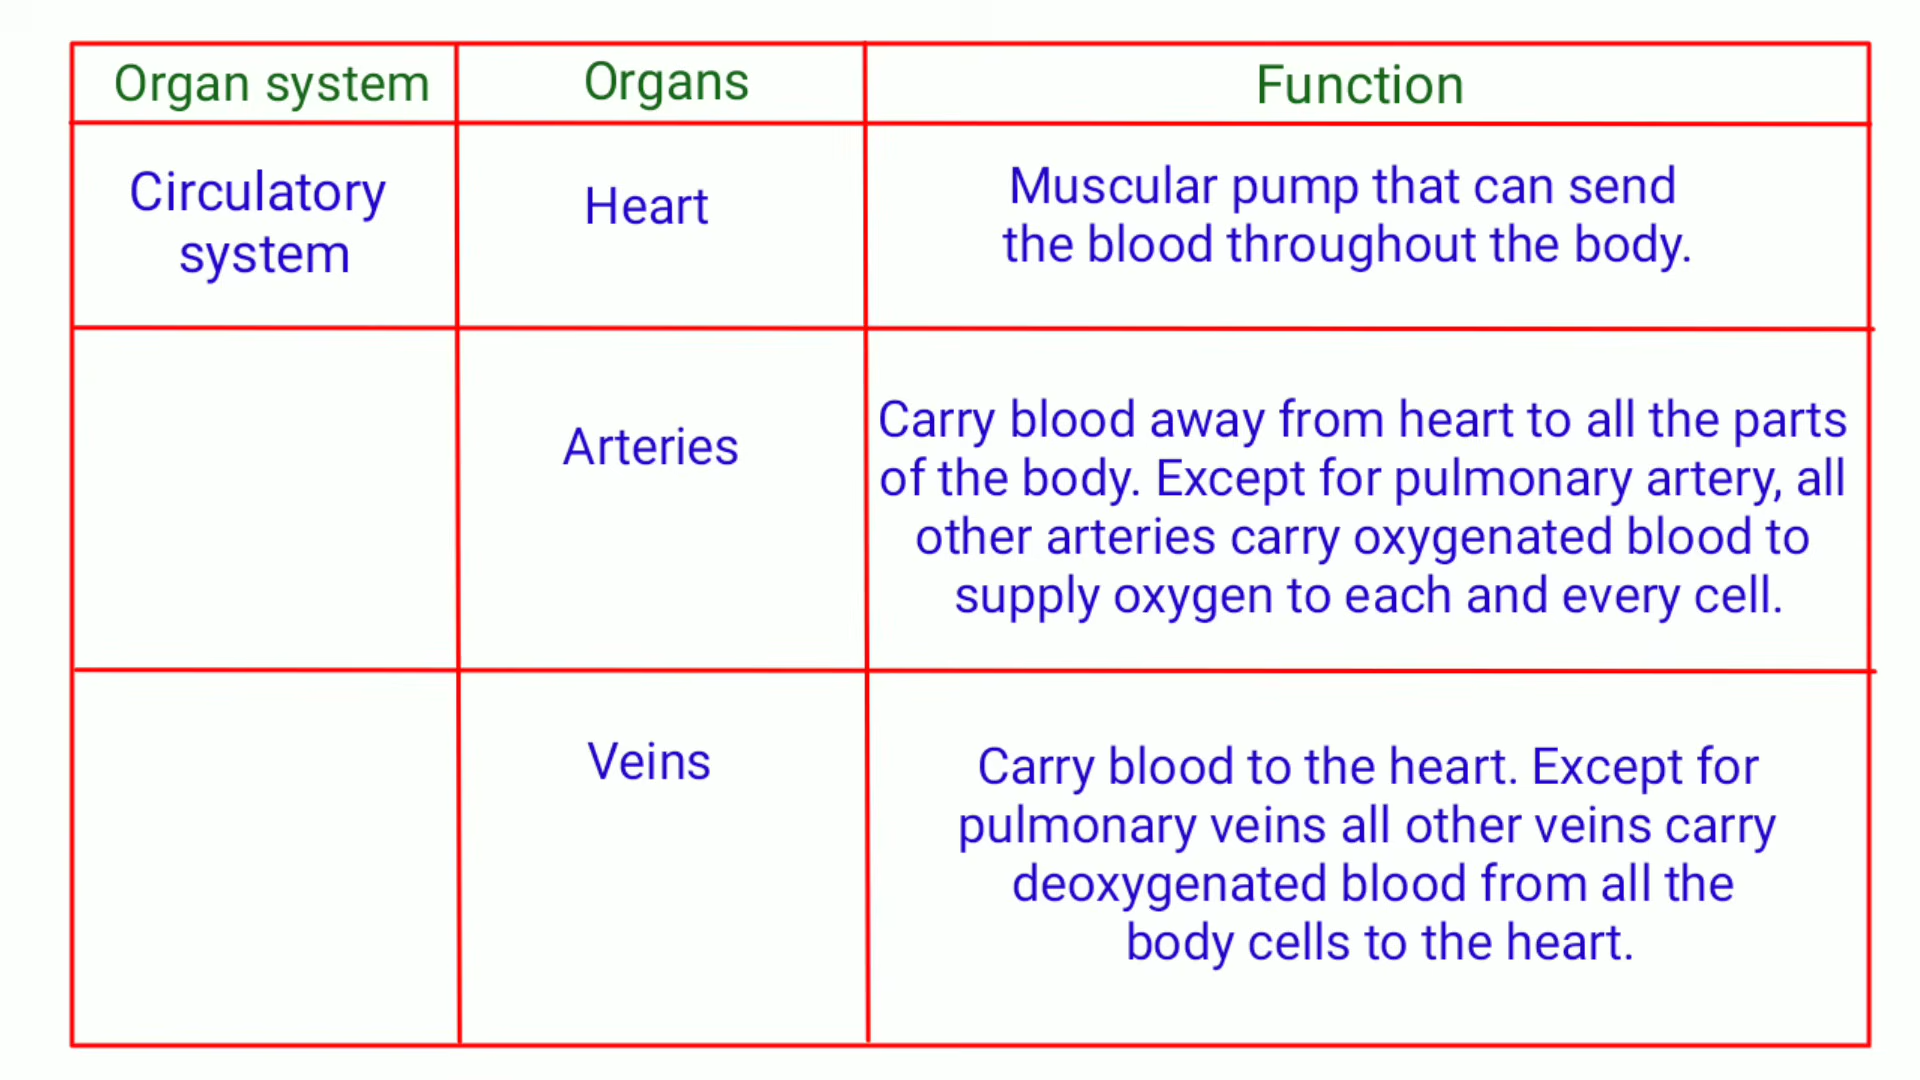 Organ system
Organs
Function
Circulatory
system
Heart
Muscular pump that can send
the blood throughout the body.
Arteries
Carry blood away from heart to all the parts
of the body. Except for pulmonary artery, all
other arteries carry oxygenated blood to
supply oxygen to each and every cell.
Veins
Carry blood to the heart. Except for
pulmonary veins all other veins carry
deoxygenated blood from all the
body cells to the heart.